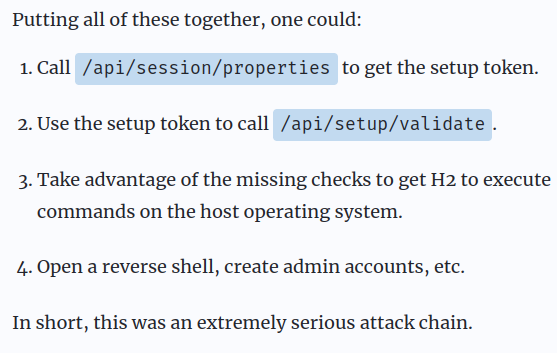 Putting all of these together, one could:
1. Call /api/session/properties to get the setup token.
2. Use the setup token to call /api/setup/validate.
3. Take advantage of the missing checks to get H2 to execute
commands on the host operating system.
4. Open a reverse shell, create admin accounts, etc.
In short, this was an extremely serious attack chain.